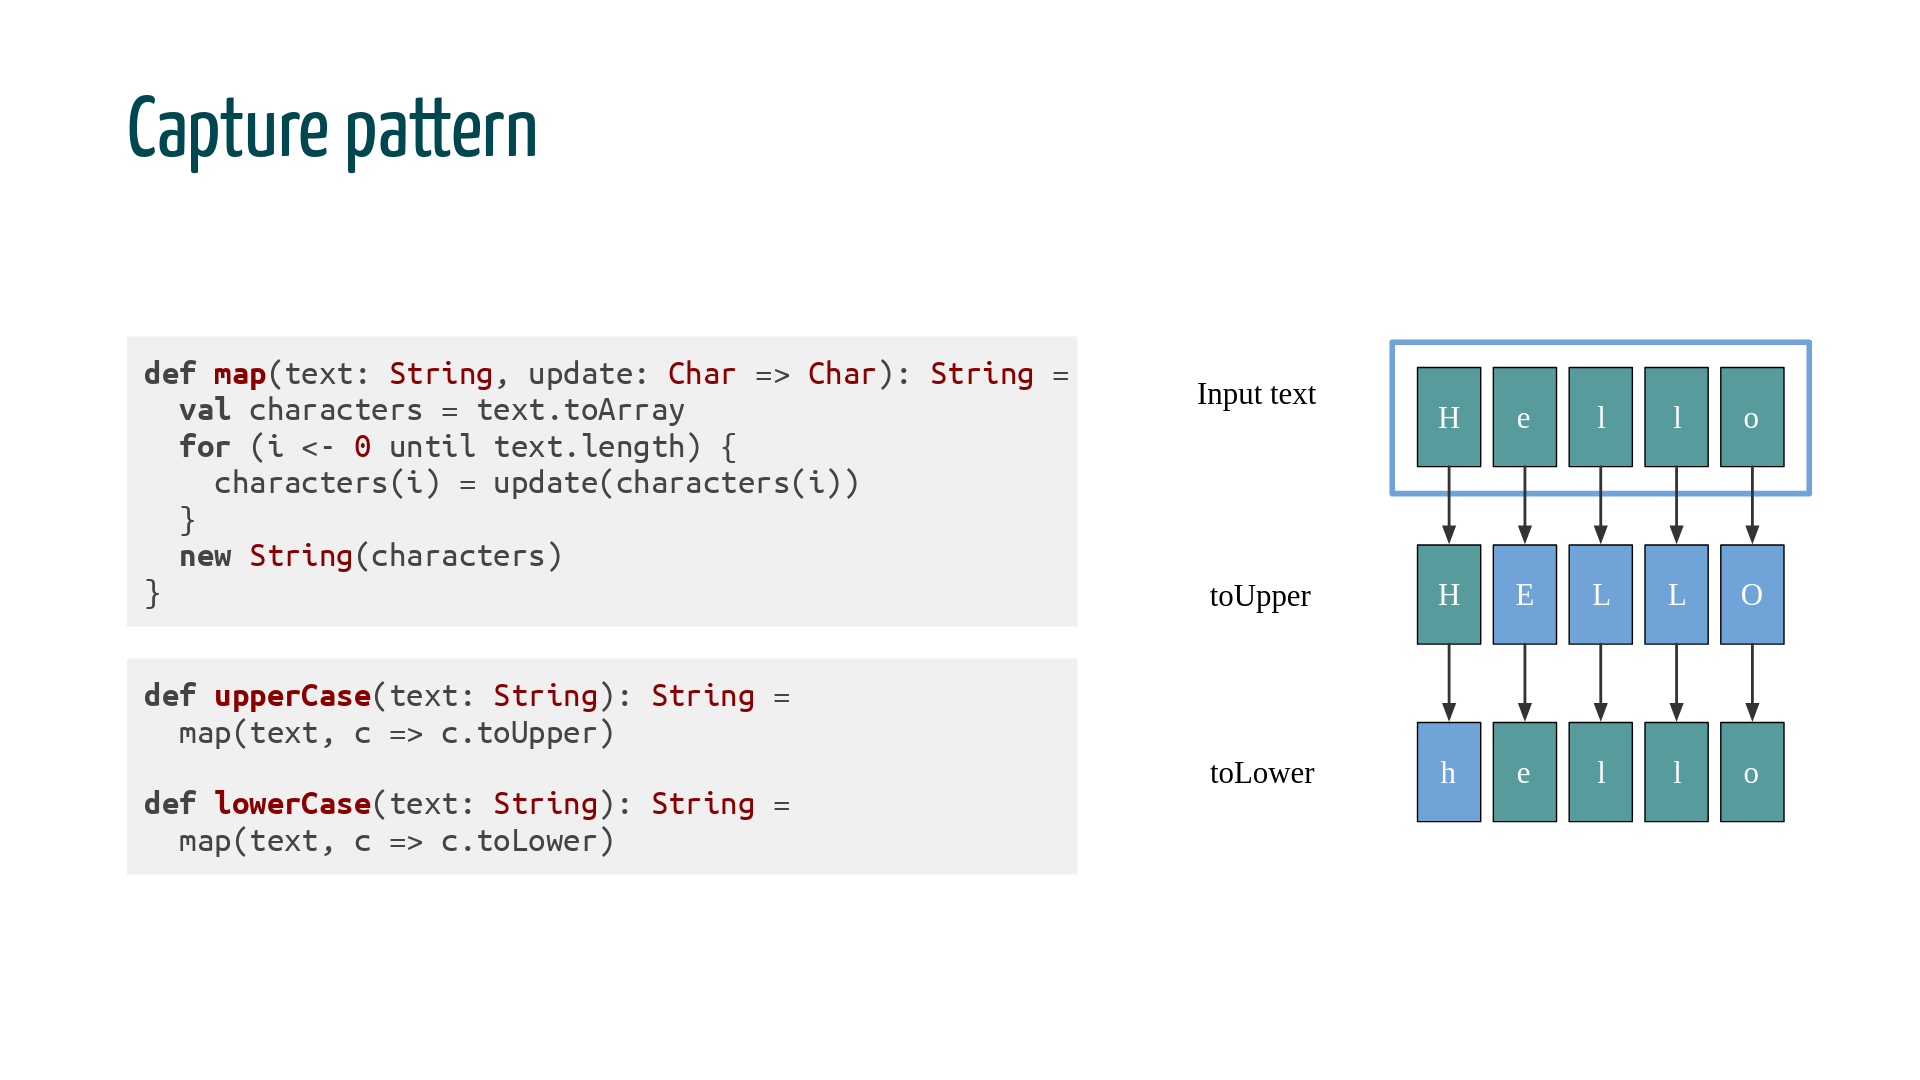 Capture pattern
def map(text: String, update: Char => Char): String =
  val characters = text.toArray
  for (i <- 0 until text.length) {
    characters(i) = update(characters(i))
  }
  new String(characters)
}
def upperCase(text: String): String =
  map(text, c => c.toUpper)

def lowerCase(text: String): String =
  map(text, c => c.toLower)
Input text
H e l l o
toUpper
H E L L O
toLower
h e l l o